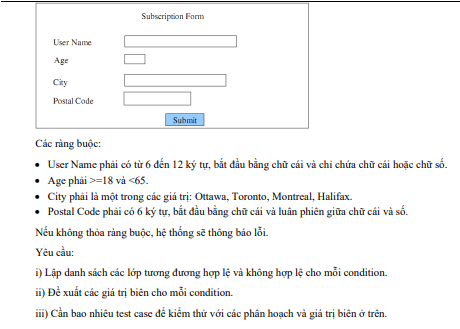 Subscription Form
User Name
Age
City
Postal Code
Submit
Các ràng buộc:
• User Name phải có từ 6 đến 12 ký tự, bắt đầu bằng chữ cái và chỉ chứa chữ cái hoặc chữ số.
• Age phải >=18 và <65.
• City phải là một trong các giá trị: Ottawa, Toronto, Montreal, Halifax.
• Postal Code phải có 6 ký tự, bắt đầu bằng chữ cái và luân phiên giữa chữ cái và số.
Nếu không thỏa ràng buộc, hệ thống sẽ thông báo lỗi.
Yêu cầu:
i) Lập danh sách các lớp tương đương hợp lệ và không hợp lệ cho mỗi condition.
ii) Đề xuất các giá trị biên cho mỗi condition.
iii) Cần bao nhiêu test case để kiểm thử với các phân hoạch và giá trị biên ở trên.